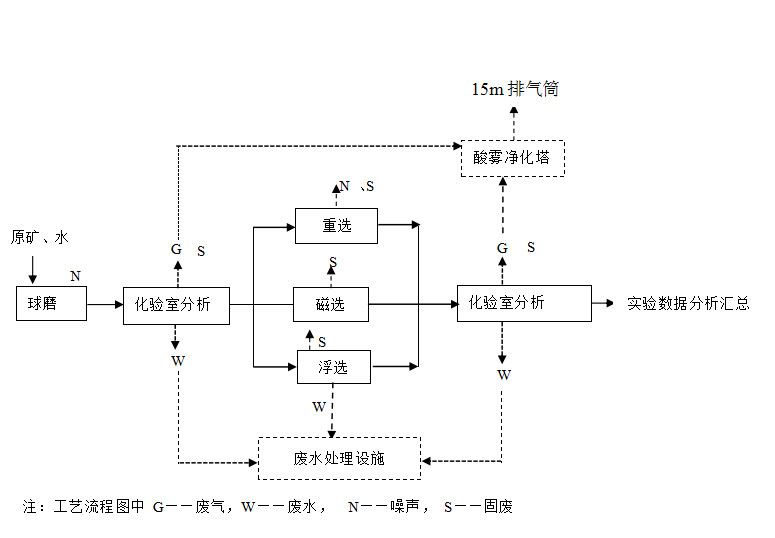 15m 排气筒
酸雾净化塔
N 、S
重选
原矿、水
G S
G S
N
S
球磨
化验室分析
磁选
化验室分析
实验数据分析汇总
S
W
浮选
W
W
废水处理设施
注：工艺流程图中 G－－废气，W－－废水， N－－噪声， S－－固废